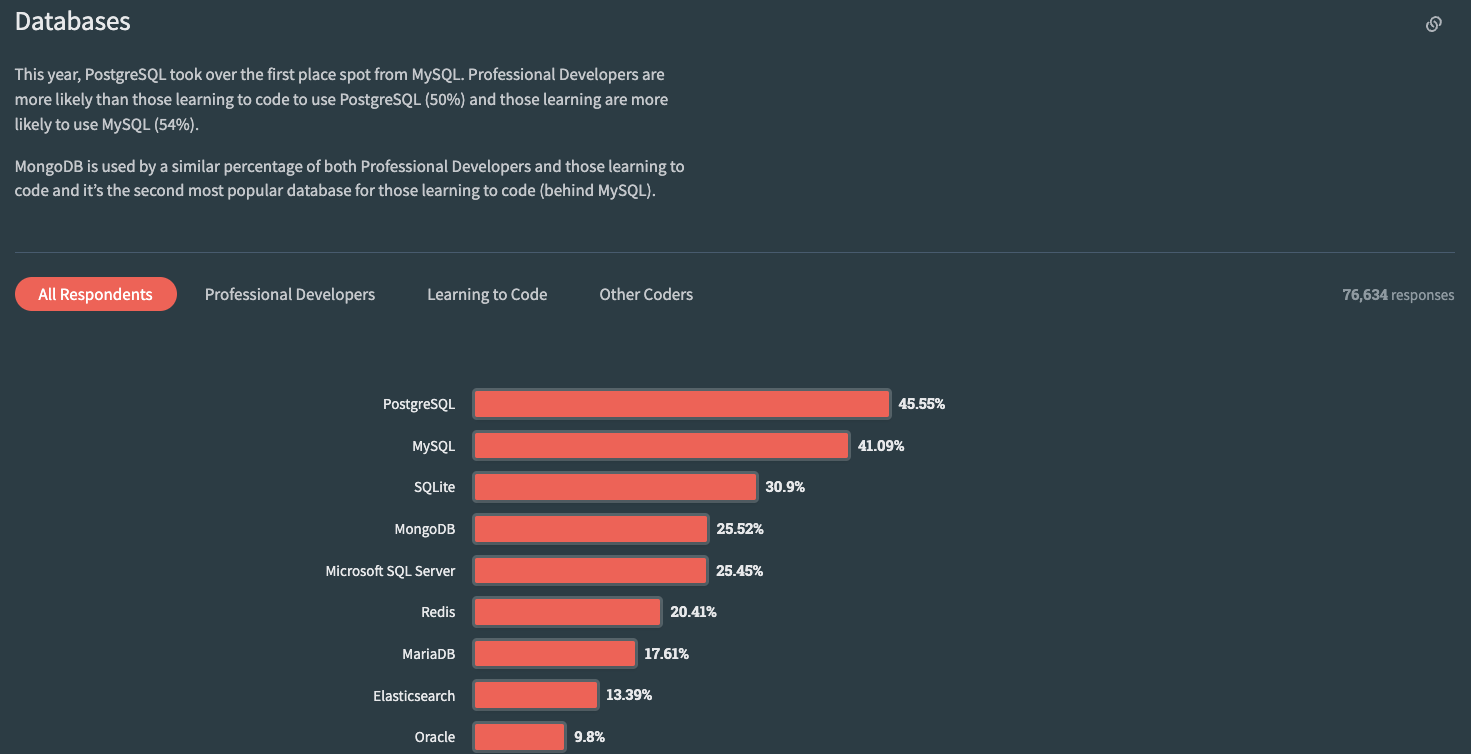 Databases
This year, PostgreSQL took over the first place spot from MySQL. Professional Developers are
more likely than those learning to code to use PostgreSQL (50%) and those learning are more
likely to use MySQL (54%).
MongoDB is used by a similar percentage of both Professional Developers and those learning to
code and it’s the second most popular database for those learning to code (behind MySQL).
All Respondents Professional Developers Learning to Code Other Coders 76,634 responses
PostgreSQL 45.55%
MySQL 41.09%
SQLite 30.9%
MongoDB 25.52%
Microsoft SQL Server 25.45%
Redis 20.41%
MariaDB 17.61%
Elasticsearch 13.39%
Oracle 9.8%